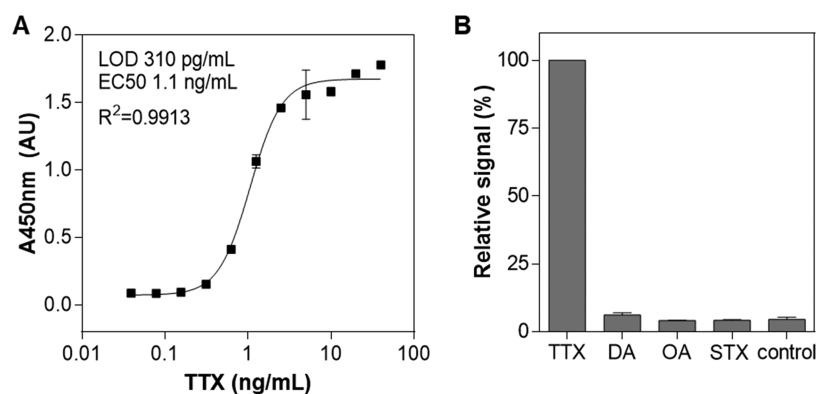 A
2.0
1.5
1.0
0.5
0.0
A450nm (AU)
LOD 310 pg/mL
EC50 1.1 ng/mL
R²=0.9913
0.01
0.1
1
10
100
TTX (ng/mL)
B
100
75
50
25
0
Relative signal (%)
TTX
DA
OA
STX
control